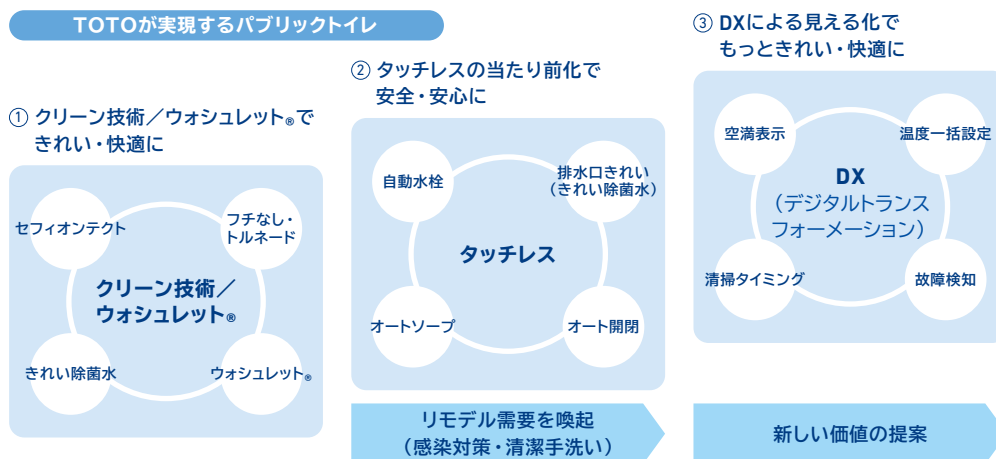 TOTOが実現するパブリックトイレ
① クリーン技術／ウォシュレット®で
きれい・快適に
セフィオンテクト
フチなし・
トルネード
クリーン技術／
ウォシュレット®
きれい除菌水
ウォシュレット®
② タッチレスの当たり前化で
安全・安心に
自動水栓
排水口きれい
（きれい除菌水）
タッチレス
オートソープ
オート開閉
リモデル需要を喚起
（感染対策・清潔手洗い）
③ DXによる見える化で
もっときれい・快適に
空満表示
温度一括設定
DX
（デジタルトランス
フォーメーション）
清掃タイミング
故障検知
新しい価値の提案